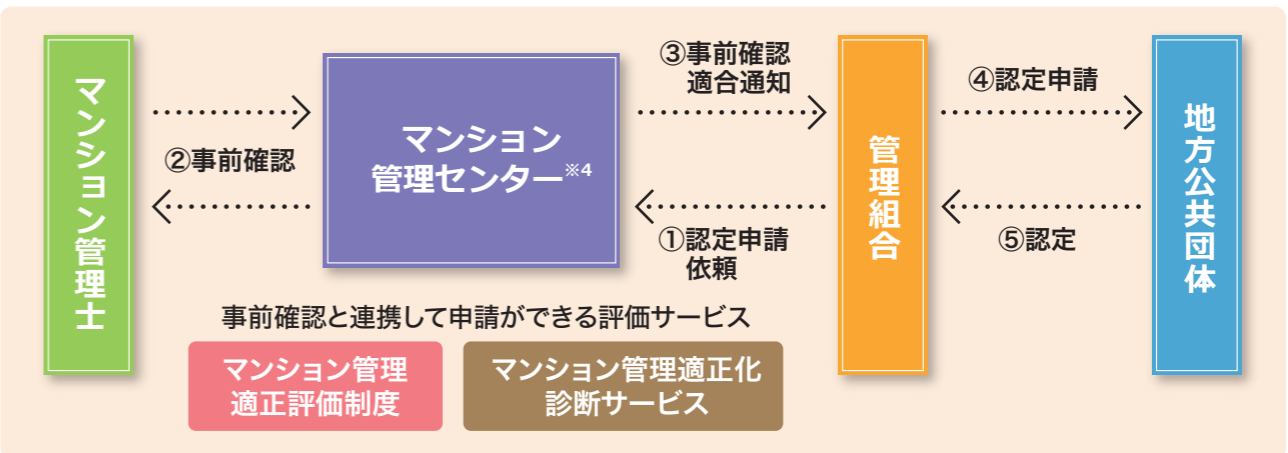 マンション管理士
②事前確認
マンション
管理センター※4
③事前確認
適合通知
①認定申請
依頼
管理組合
④認定申請
⑤認定
地方公共団体
事前確認と連携して申請ができる評価サービス
マンション管理
適正評価制度
マンション管理適正化
診断サービス